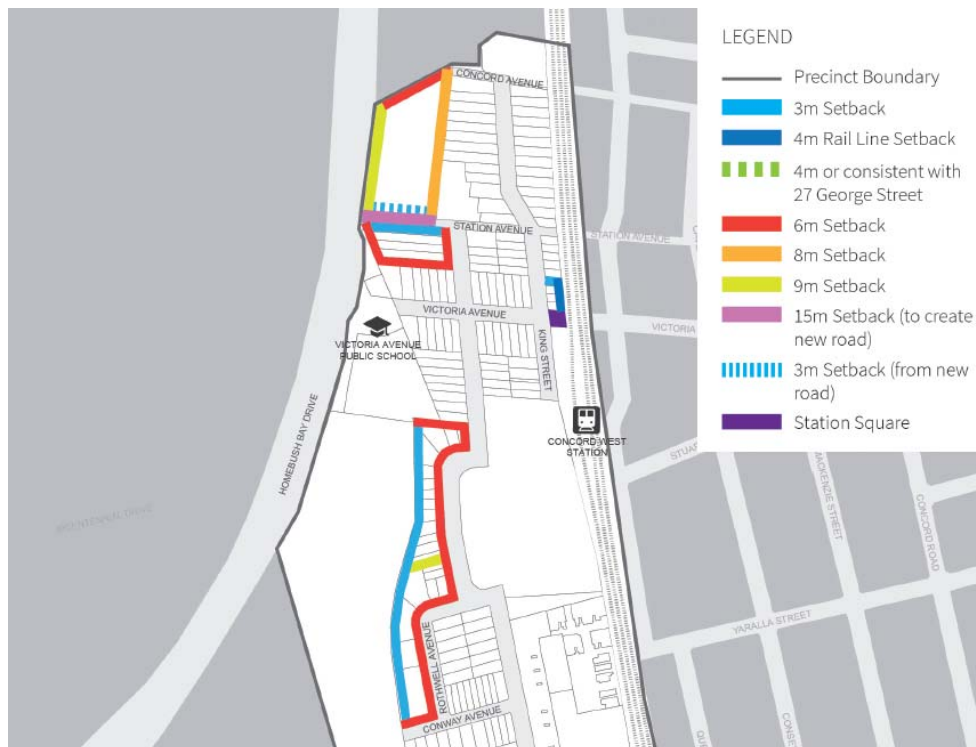 CONCORD AVENUE
STATION AVENUE
STATION AVENUE
VICTORIA AVENUE
VICTORIA
VICTORIA AVENUE
PUBLIC SCHOOL
KING STREET
HOMEBUSH BAY DRIVE
CONCORD WEST
STATION
ROTHWELL AVENUE
CONWAY AVENUE
YARALLA STREET
MACKENZIE STREET
CONCORD ROAD
STUAR
QU
CONSE
LEGEND
Precinct Boundary
3m Setback
4m Rail Line Setback
4m or consistent with
27 George Street
6m Setback
8m Setback
9m Setback
15m Setback (to create
new road)
3m Setback (from new
road)
Station Square